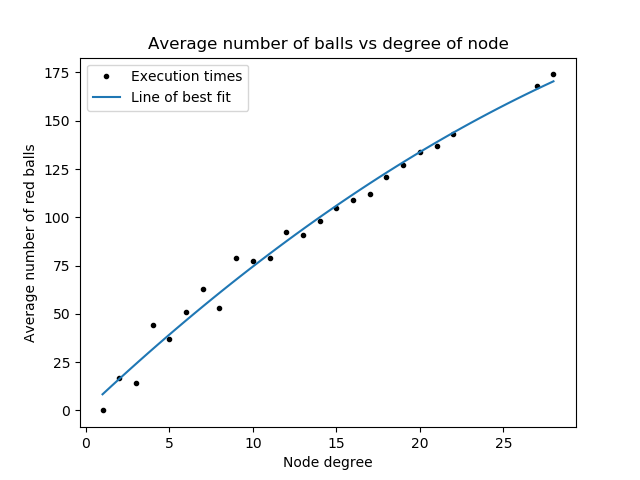 Average number of balls vs degree of node
Execution times
Line of best fit
175
150
125
100
75
50
25
0
Average number of red balls
0 5 10 15 20 25
Node degree